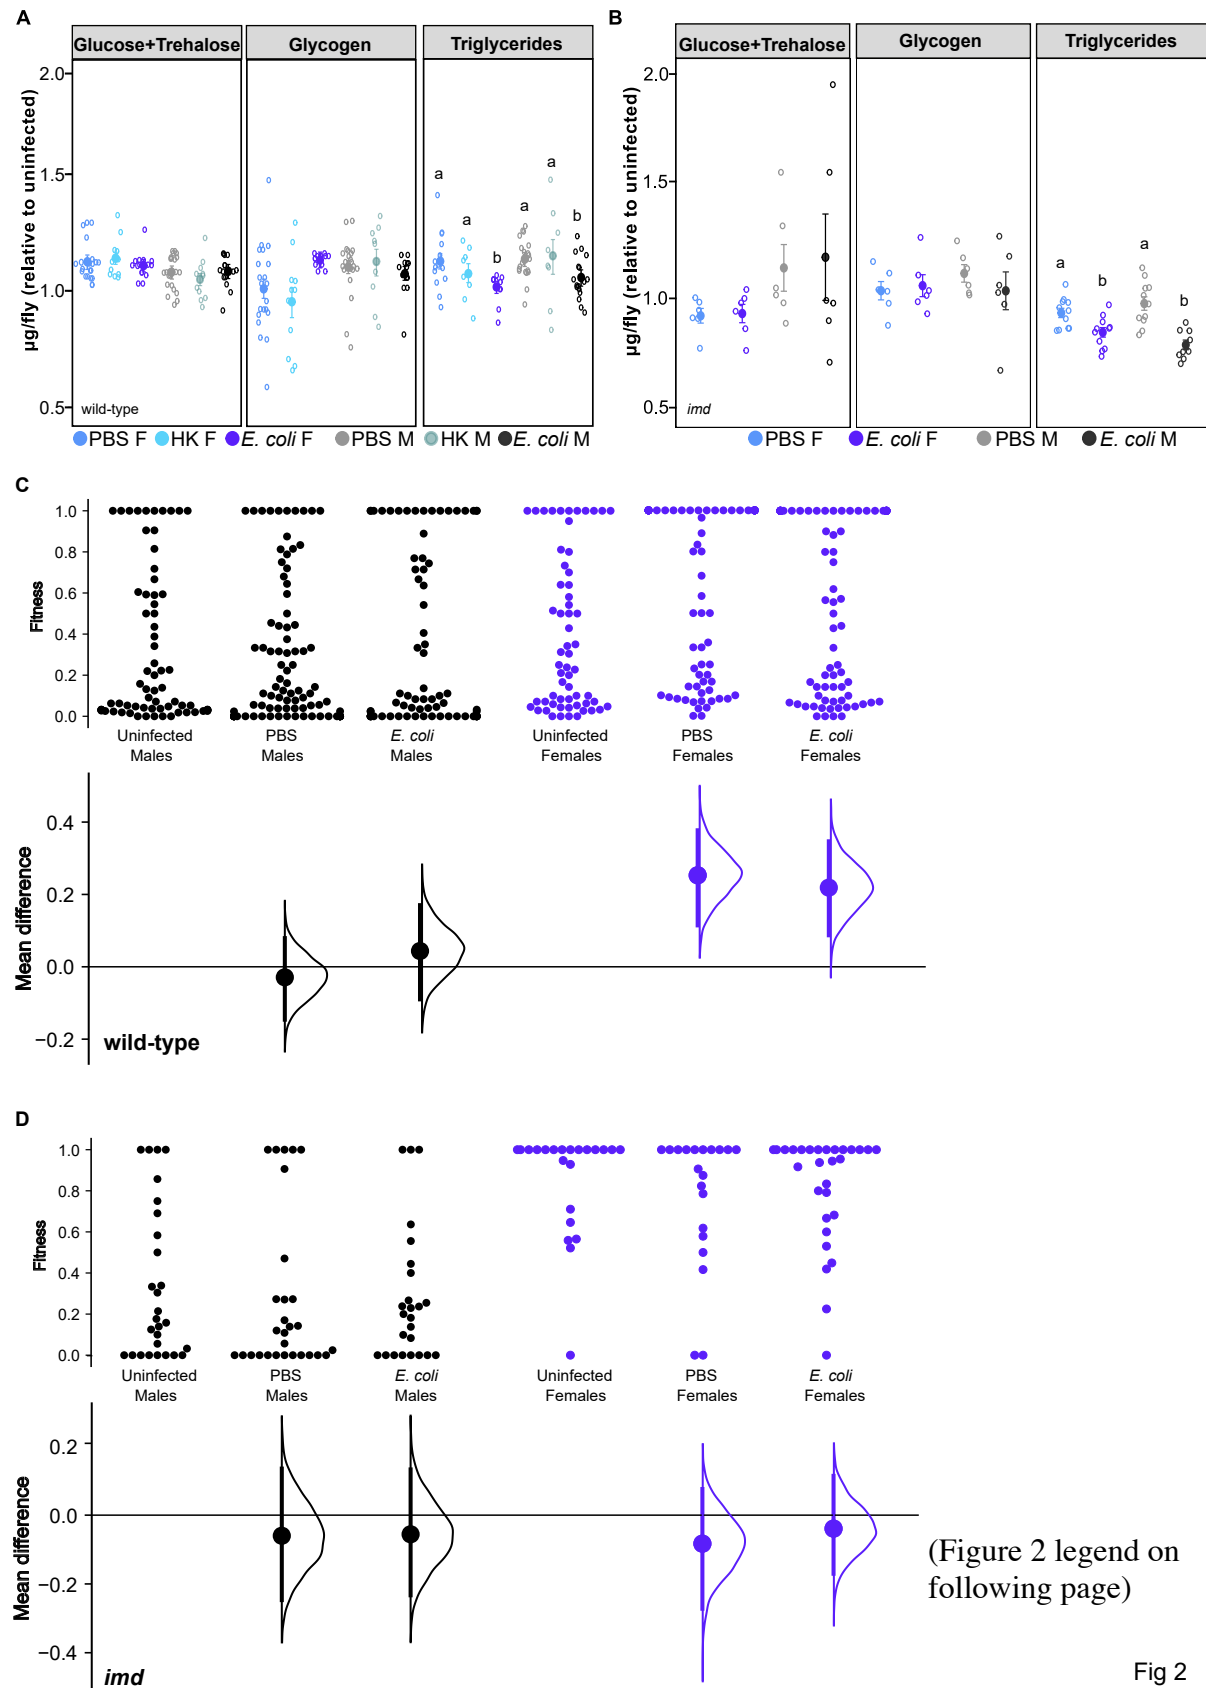 A
Glucose+Trehalose Glycogen Triglycerides
µg/fly (relative to uninfected)
2.0
1.5
1.0
0.5
a a b a a b
wild-type
PBS F HK F E. coli F PBS M HK M E. coli M
B
Glucose+Trehalose Glycogen Triglycerides
µg/fly (relative to uninfected)
2.0
1.5
1.0
0.5
a b a b
imd
PBS F E. coli F PBS M E. coli M
C
Fitness
1.0
0.8
0.6
0.4
0.2
0.0
Uninfected PBS E. coli Uninfected PBS E. coli
Males Males Males Females Females Females
Mean difference
0.4
0.2
0.0
−0.2
wild-type
D
Fitness
1.0
0.8
0.6
0.4
0.2
0.0
Uninfected PBS E. coli Uninfected PBS E. coli
Males Males Males Females Females Females
Mean difference
0.2
0.0
−0.2
−0.4
imd
(Figure 2 legend on
following page)
Fig 2